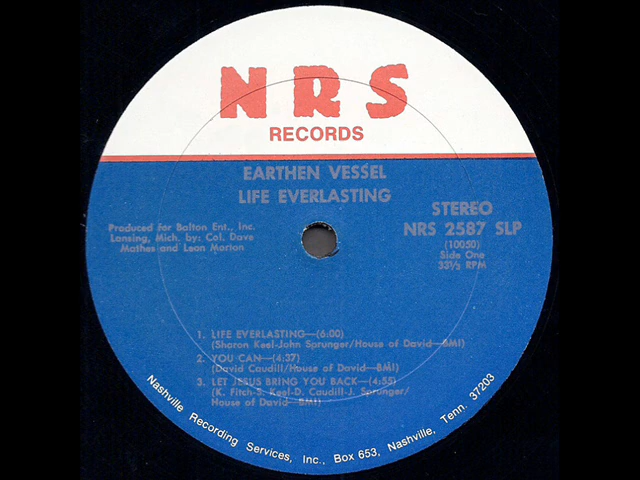 NRS
RECORDS
EARTHEN VESSEL
LIFE EVERLASTING
Produced for Balton Ent., Inc.
Lansing, Mich. by: Col. Dave
Mathes and Leon Marton
STEREO
NRS 2587 SLP
(10050)
Side One
33⅓ RPM
1. LIFE EVERLASTING—(6:00)
(Sharon Keel-John Sprunger/House of David—BMI)
2. YOU CAN—(4:37)
(David Caudill/House of David—BMI)
3. LET JESUS BRING YOU BACK—(4:55)
(K. Fitch-S. Keel-D. Caudill-J. Sprunger/
House of David—BMI)
Nashville Recording Services, Inc., Box 653, Nashville, Tenn. 37203